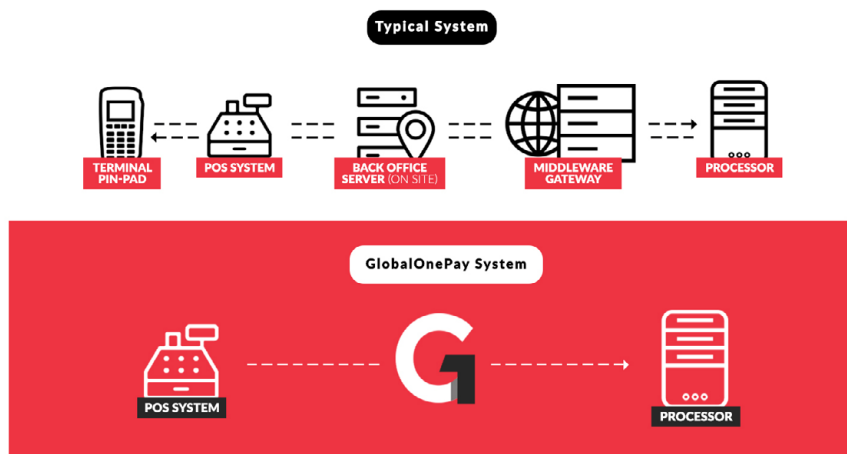 Typical System
TERMINAL
PIN-PAD
POS SYSTEM
BACK OFFICE
SERVER (ON SITE)
MIDDLEWARE
GATEWAY
PROCESSOR
GlobalOnePay System
G1
POS SYSTEM
PROCESSOR